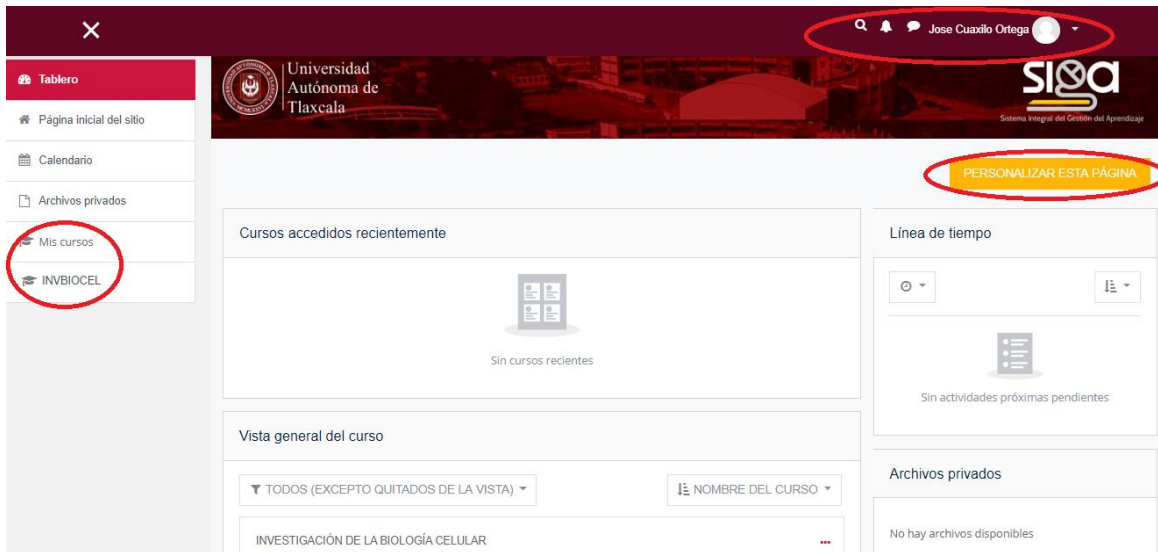 Jose Cuaxilo Ortega
Tablero
Página inicial del sitio
Calendario
Archivos privados
Mis cursos
INVBIOCEL
Universidad
Autónoma de
Tlaxcala
siga
Sistema Integral del Gestión del Aprendizaje
PERSONALIZAR ESTA PÁGINA
Cursos accedidos recientemente
Sin cursos recientes
Vista general del curso
TODOS (EXCEPTO QUITADOS DE LA VISTA)
NOMBRE DEL CURSO
INVESTIGACIÓN DE LA BIOLOGÍA CELULAR
Línea de tiempo
Sin actividades próximas pendientes
Archivos privados
No hay archivos disponibles